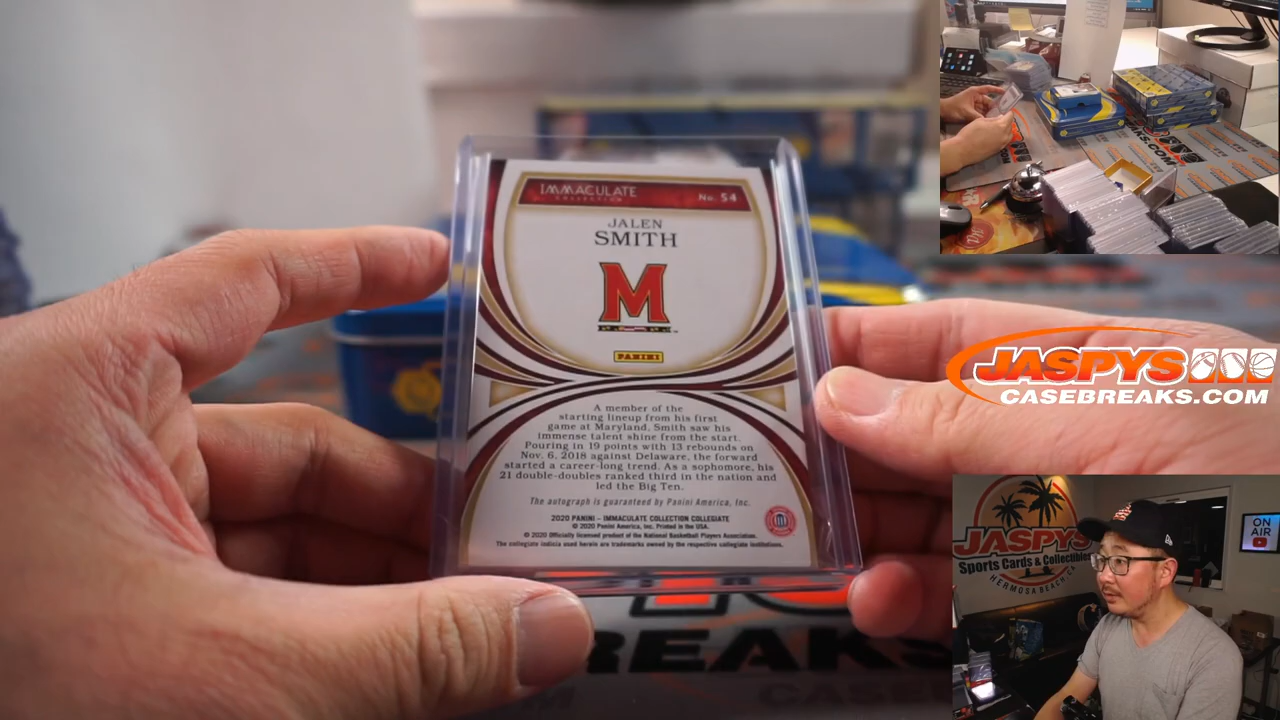 IMMACULATE
COLLECTION
No. 54
JALEN
SMITH
M
PANINI
A member of the
starting lineup from his first
game at Maryland, Smith saw his
immense talent shine from the start.
Pouring in 19 points with 13 rebounds on
Nov. 6, 2018 against Delaware, the forward
started a career-long trend. As a sophomore, his
21 double-doubles ranked third in the nation and
led the Big Ten.
The autograph is guaranteed by Panini America, Inc.
2020 PANINI – IMMACULATE COLLECTION COLLEGIATE
© 2020 Panini America, Inc. Printed in the USA.
© 2020 Officially licensed product of the National Basketball Players Association.
The collegiate indicia used herein are trademarks owned by the respective collegiate institutions.
BREAKS
CASE
S.COM
JASPYS
CASEBREAKS.COM
JASPYS
Sports Cards & Collectibles
HERMOSA BEACH CA
ON
AIR